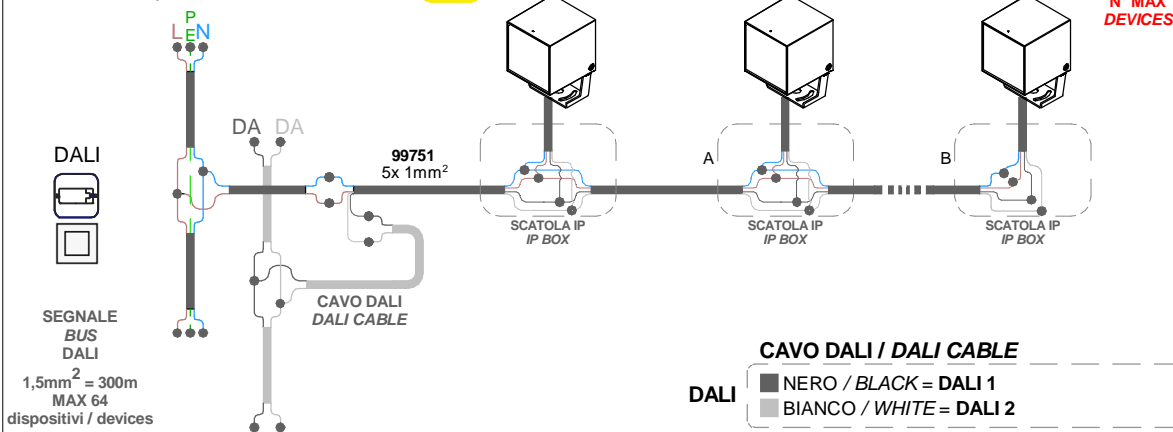 N° MAX
DEVICES
L PE N
DA DA
DALI
99751
5x 1mm²
A
B
SCATOLA IP
IP BOX
SCATOLA IP
IP BOX
SCATOLA IP
IP BOX
CAVO DALI
DALI CABLE
SEGNALE
BUS
DALI
1,5mm² = 300m
MAX 64
dispositivi / devices
CAVO DALI / DALI CABLE
DALI
NERO / BLACK = DALI 1
BIANCO / WHITE = DALI 2